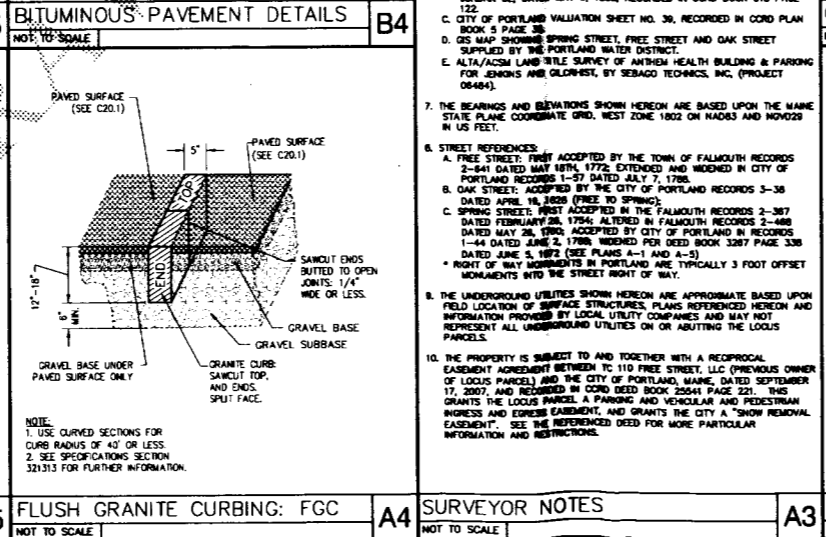 BITUMINOUS PAVEMENT DETAILS
B4
NOT TO SCALE
PAVED SURFACE
(SEE C20.1)
5"
PAVED SURFACE
(SEE C20.1)
TOP
END
12"-18"
6"
MIN.
SAWCUT ENDS
BUTTED TO OPEN
JOINTS: 1/4"
WIDE OR LESS.
GRAVEL BASE
GRAVEL SUBBASE
GRAVEL BASE UNDER
PAVED SURFACE ONLY
GRANITE CURB:
SAWCUT TOP,
AND ENDS.
SPLIT FACE.
NOTE:
1. USE CURVED SECTIONS FOR
CURB RADIUS OF 40' OR LESS.
2. SEE SPECIFICATIONS SECTION
321313 FOR FURTHER INFORMATION.
FLUSH GRANITE CURBING: FGC
A4
NOT TO SCALE
122.
C. CITY OF PORTLAND VALUATION SHEET NO. 39, RECORDED IN CCRD PLAN
BOOK 5 PAGE
D. GIS MAP SHOWING SPRING STREET, FREE STREET AND OAK STREET
SUPPLIED BY THE PORTLAND WATER DISTRICT.
E. ALTA/ACSM LAND TITLE SURVEY OF ANTHEM HEALTH BUILDING & PARKING
FOR JENKINS AND GILCHRIST, BY SEBAGO TECHNICS, INC, (PROJECT
06484).
7. THE BEARINGS AND ELEVATIONS SHOWN HEREON ARE BASED UPON THE MAINE
STATE PLANE COORDINATE GRID, WEST ZONE 1802 ON NAD83 AND NGVD29
IN US FEET.
STREET REFERENCES:
A. FREE STREET: FIRST ACCEPTED BY THE TOWN OF FALMOUTH RECORDS
2-641 DATED MAY 18TH, 1772; EXTENDED AND WIDENED IN CITY OF
PORTLAND RECORDS 1-57 DATED JULY 7, 1788.
B. OAK STREET: ACCEPTED BY THE CITY OF PORTLAND RECORDS 3-38
DATED APRIL 19, (FREE TO SPRING);
C. SPRING STREET: FIRST ACCEPTED IN THE FALMOUTH RECORDS 2-367
DATED FEBRUARY 1754; ALTERED IN FALMOUTH RECORDS 2-468
DATED MAY ACCEPTED BY CITY OF PORTLAND IN RECORDS
1-44 DATED JUNE 2, WIDENED PER DEED BOOK 3267 PAGE 338
DATED JUNE 5, 1972 (SEE PLANS A-1 AND A-5)
* RIGHT OF WAY MONUMENTS IN PORTLAND ARE TYPICALLY 3 FOOT OFFSET
MONUMENTS INTO THE STREET RIGHT OF WAY.
9. THE UNDERGROUND UTILITIES SHOWN HEREON ARE APPROXIMATE BASED UPON
FIELD LOCATION OF SURFACE STRUCTURES, PLANS REFERENCED HEREON AND
INFORMATION PROVIDED BY LOCAL UTILITY COMPANIES AND MAY NOT
REPRESENT ALL UNDERGROUND UTILITIES ON OR ABUTTING THE LOCUS
PARCELS.
10. THE PROPERTY IS SUBJECT TO AND TOGETHER WITH A RECIPROCAL
EASEMENT AGREEMENT BETWEEN TC 110 FREE STREET, LLC (PREVIOUS OWNER
OF LOCUS PARCEL) AND THE CITY OF PORTLAND, MAINE, DATED SEPTEMBER
17, 2007, AND RECORDED IN CCRD DEED BOOK 25541 PAGE 221. THIS
GRANTS THE LOCUS PARCEL A PARKING AND VEHICULAR AND PEDESTRIAN
INGRESS AND EGRESS EASEMENT, AND GRANTS THE CITY A "SNOW REMOVAL
EASEMENT". SEE THE REFERENCED DEED FOR MORE PARTICULAR
INFORMATION AND RESTRICTIONS.
SURVEYOR NOTES
A3
NOT TO SCALE